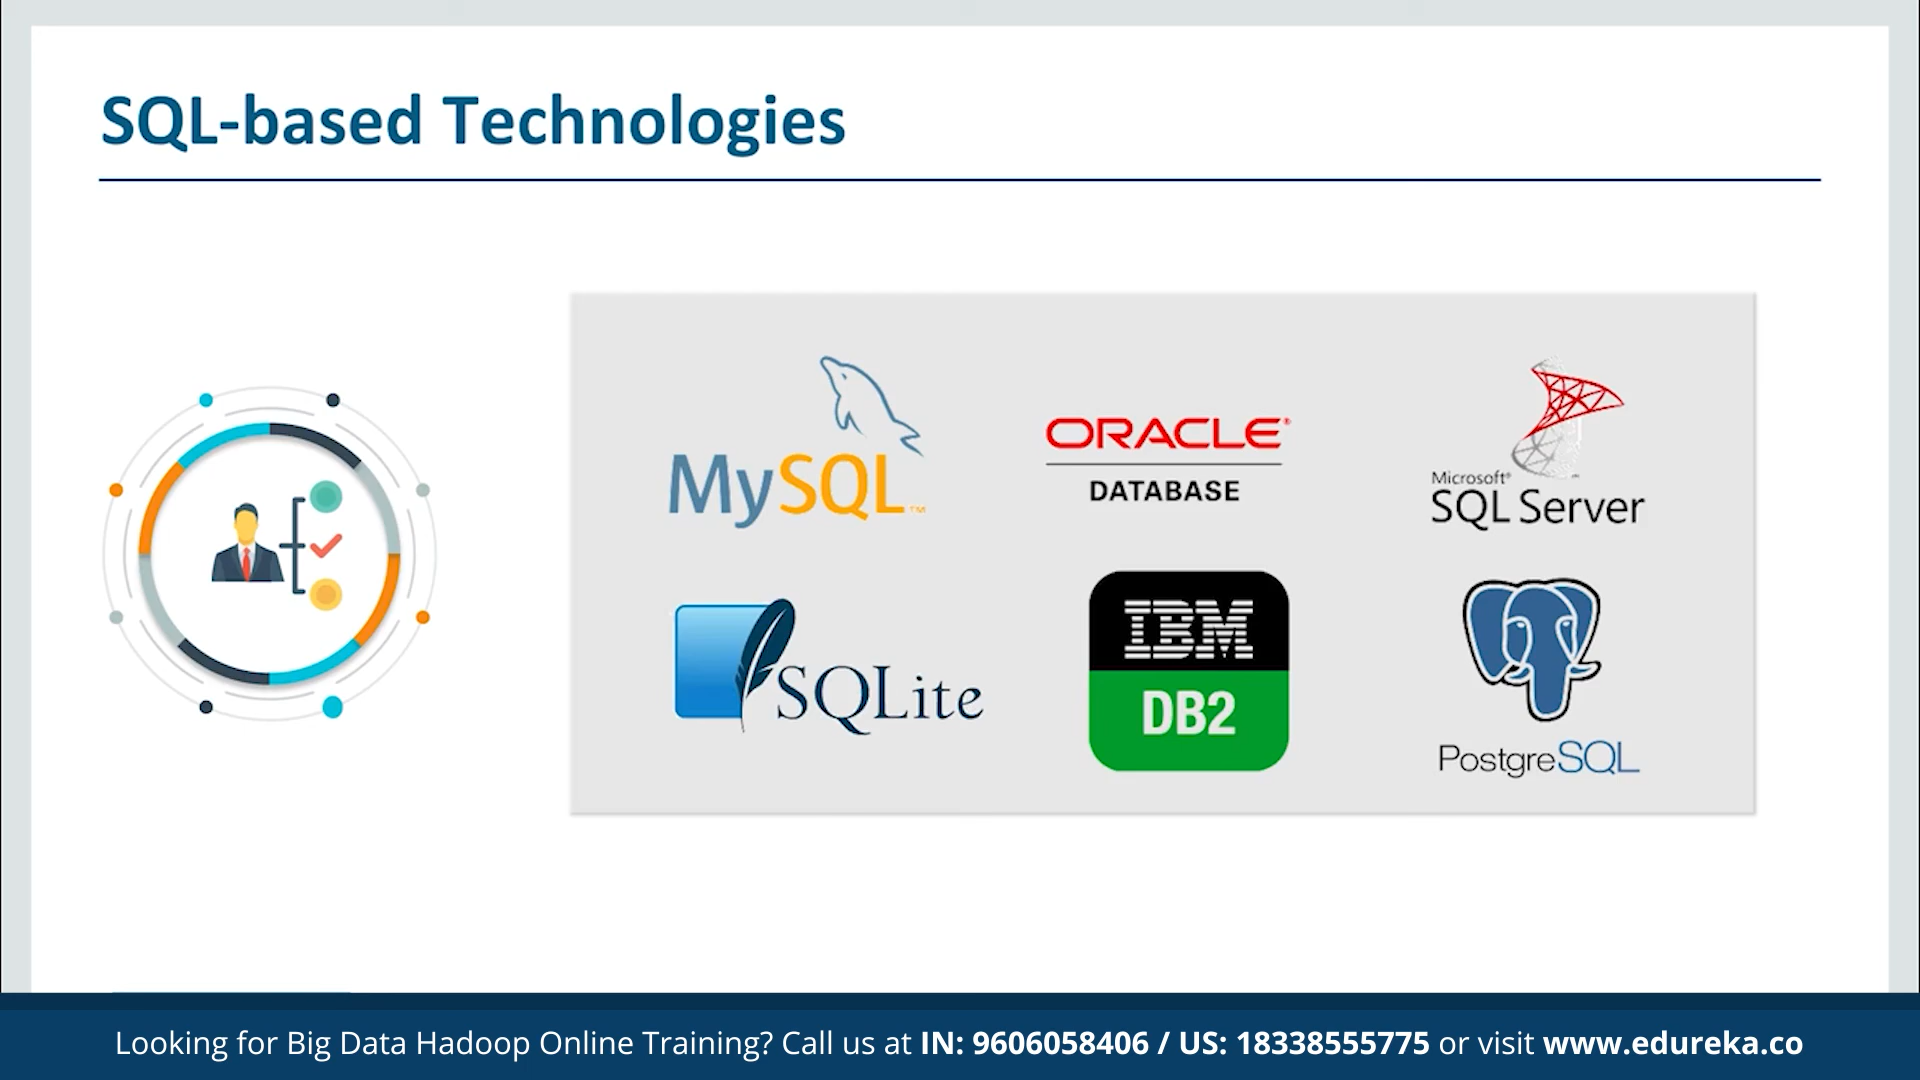 SQL-based Technologies
MySQL™
ORACLE®
DATABASE
Microsoft®
SQL Server
SQLite
IBM
DB2
PostgreSQL
Looking for Big Data Hadoop Online Training? Call us at IN: 9606058406 / US: 18338555775 or visit www.edureka.co